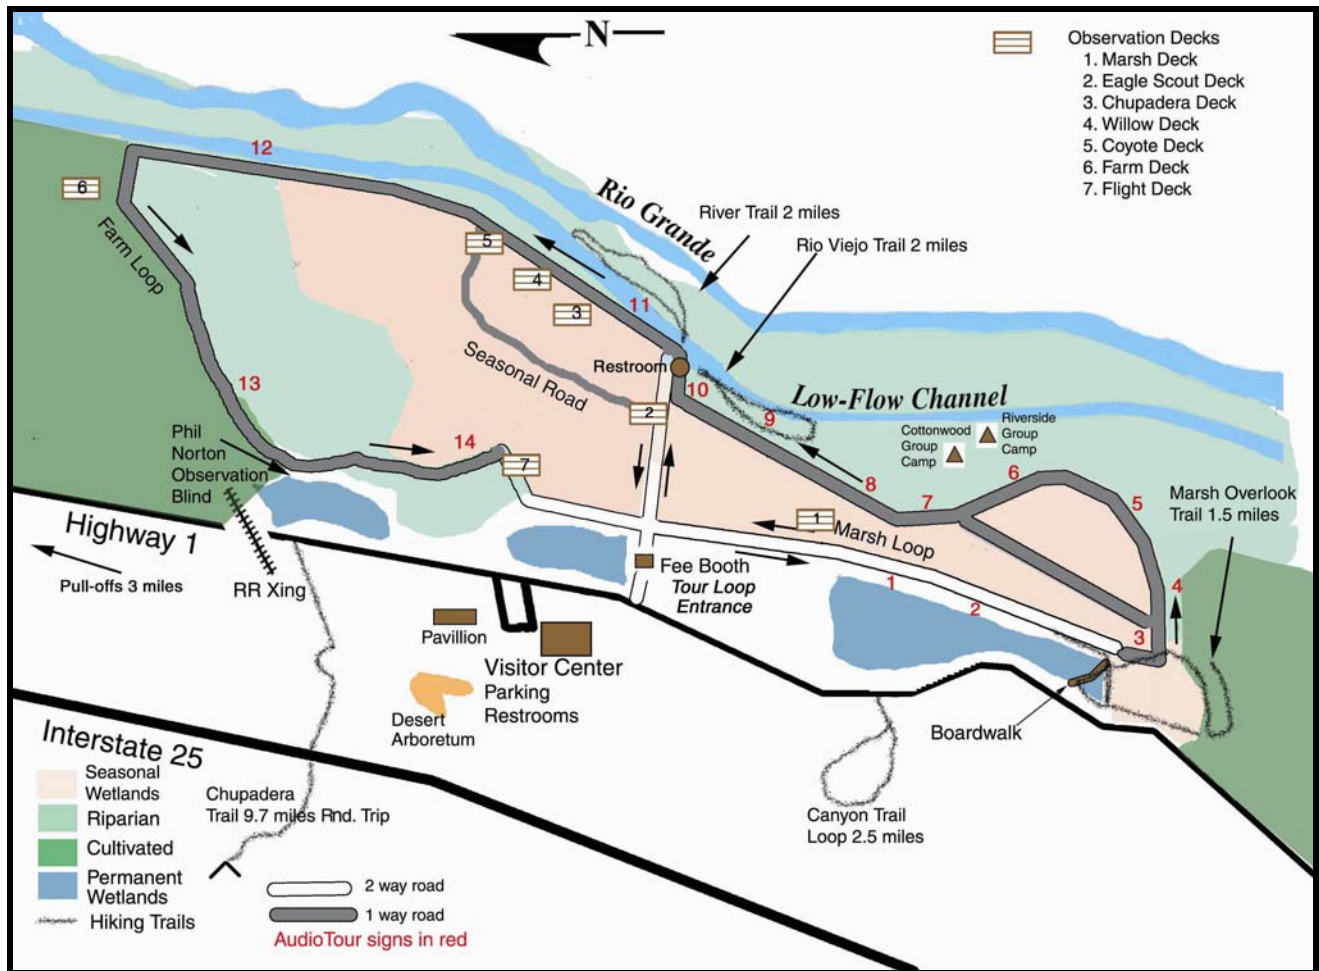 N
Observation Decks
1. Marsh Deck
2. Eagle Scout Deck
3. Chupadera Deck
4. Willow Deck
5. Coyote Deck
6. Farm Deck
7. Flight Deck
12
6
Rio Grande
River Trail 2 miles
Rio Viejo Trail 2 miles
Farm Loop
5
4
3
11
Seasonal Road
Restroom
10
2
9
Low-Flow Channel
Cottonwood
Group
Camp
Riverside
Group
Camp
13
14
7
8
7
6
5
Marsh Overlook
Trail 1.5 miles
Phil
Norton
Observation
Blind
1
Marsh Loop
Highway 1
Pull-offs 3 miles
RR Xing
Fee Booth
Tour Loop
Entrance
1
2
3
4
Pavillion
Visitor Center
Parking
Restrooms
Desert
Arboretum
Boardwalk
Canyon Trail
Loop 2.5 miles
Interstate 25
Chupadera
Trail 9.7 miles Rnd. Trip
Seasonal
Wetlands
Riparian
Cultivated
Permanent
Wetlands
Hiking Trails
2 way road
1 way road
AudioTour signs in red